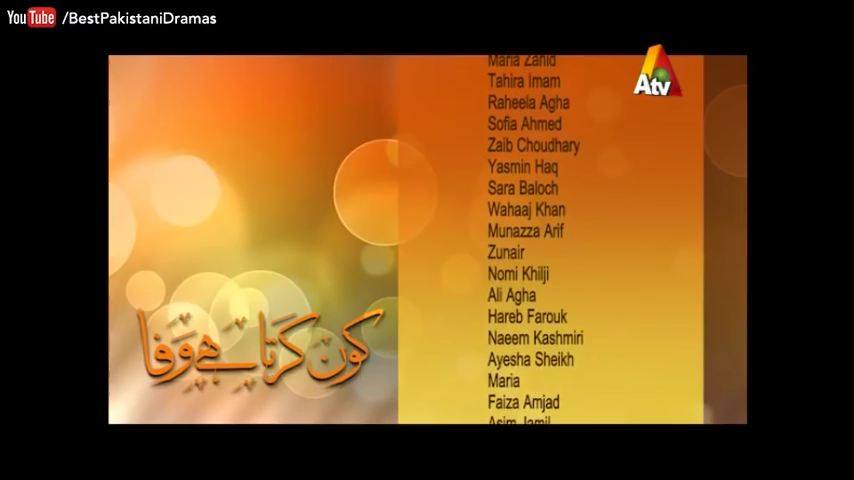 YouTube /BestPakistaniDramas
Atv
Maria Zahid
Tahira Imam
Raheela Agha
Sofia Ahmed
Zaib Choudhary
Yasmin Haq
Sara Baloch
Wahaaj Khan
Munazza Arif
Zunair
Nomi Khilji
Ali Agha
Hareb Farouk
Naeem Kashmiri
Ayesha Sheikh
Maria
Faiza Amjad
Asim Jamil
کون کرتا ہے وفا